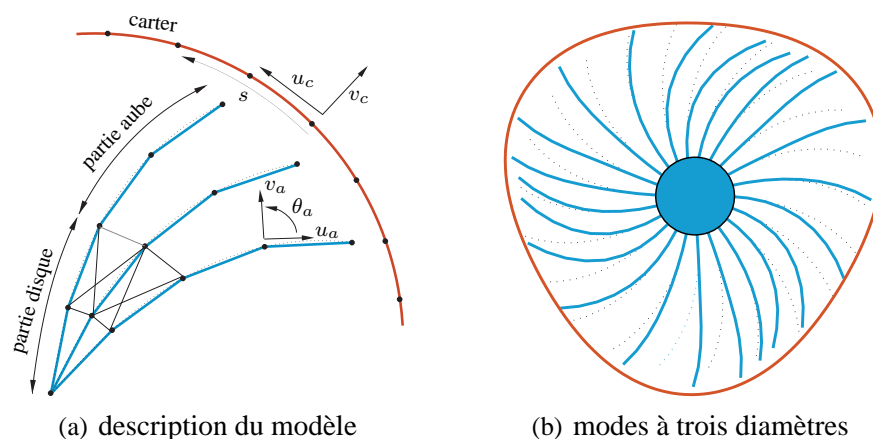 carter
u_c
v_c
s
partie aube
v_a
θ_a
u_a
partie disque
(a) description du modèle
(b) modes à trois diamètres